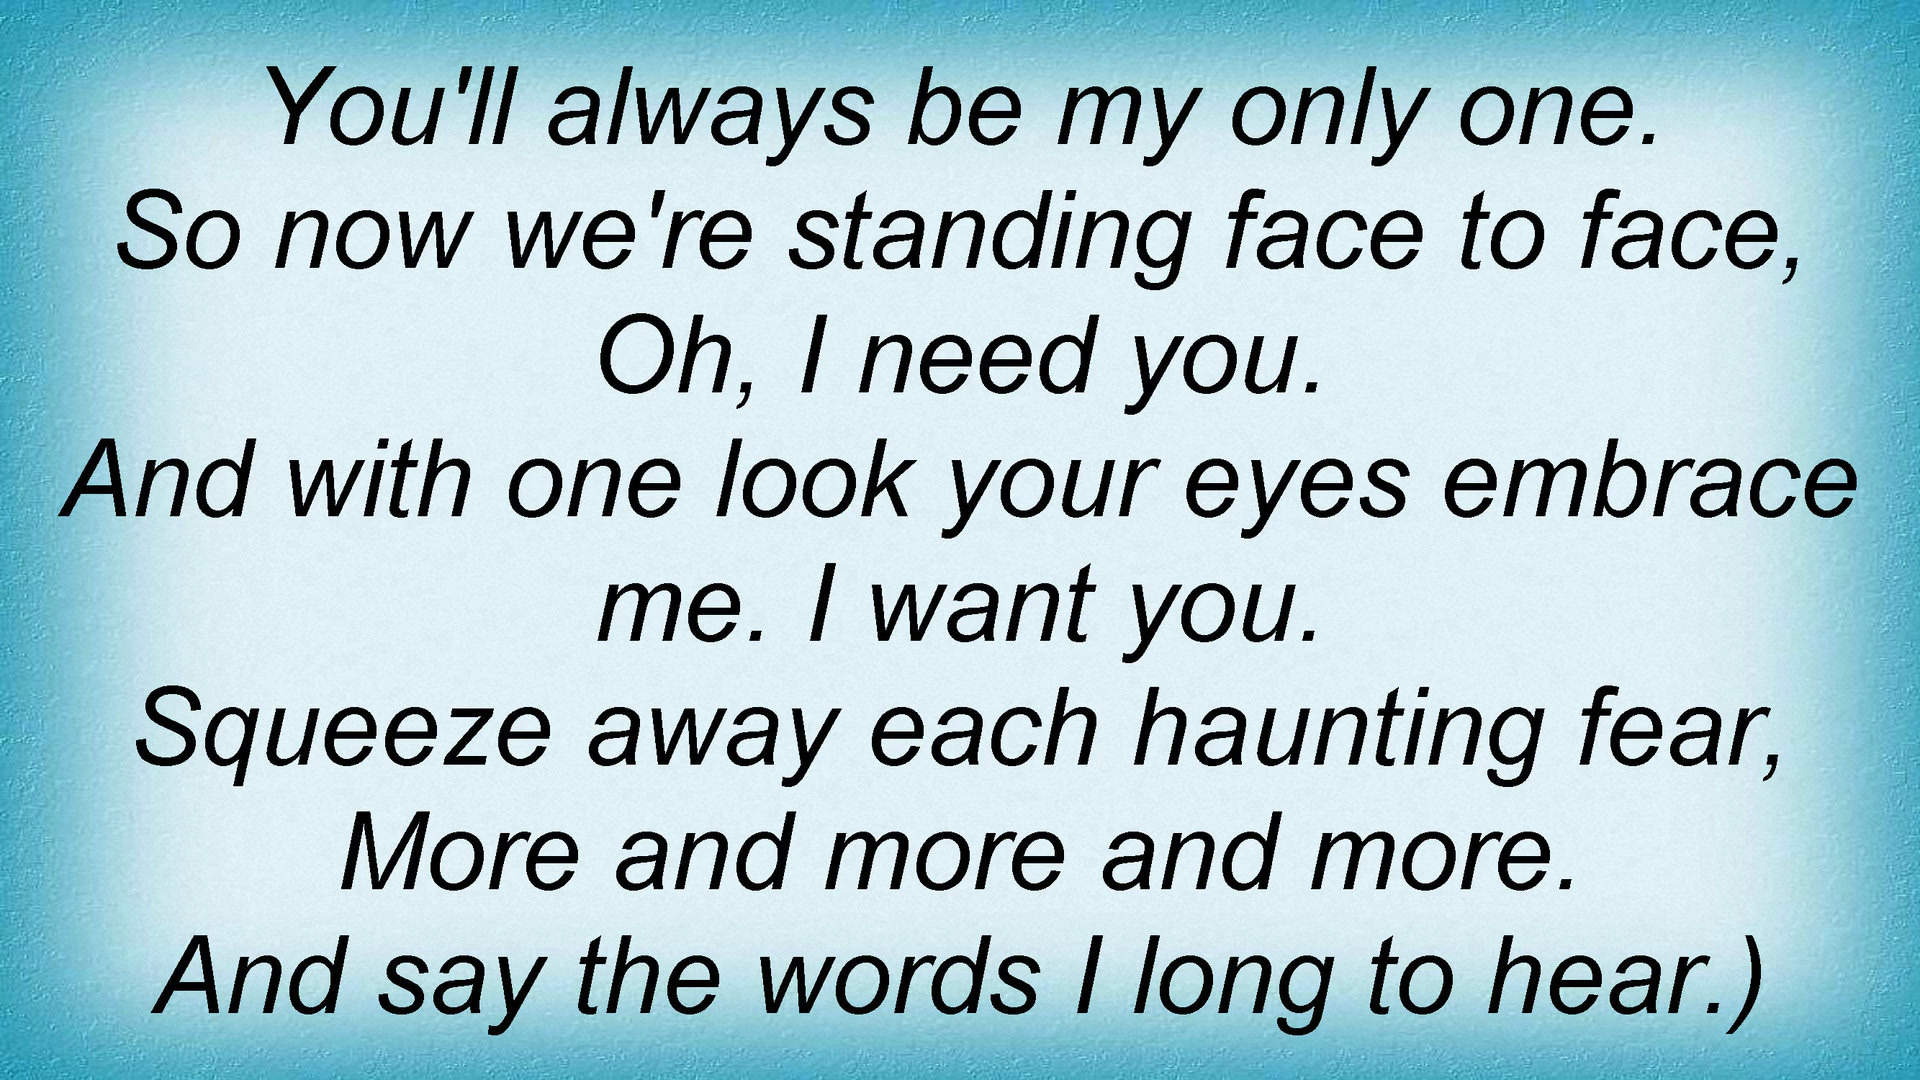 You'll always be my only one.
So now we're standing face to face,
Oh, I need you.
And with one look your eyes embrace
me. I want you.
Squeeze away each haunting fear,
More and more and more.
And say the words I long to hear.)